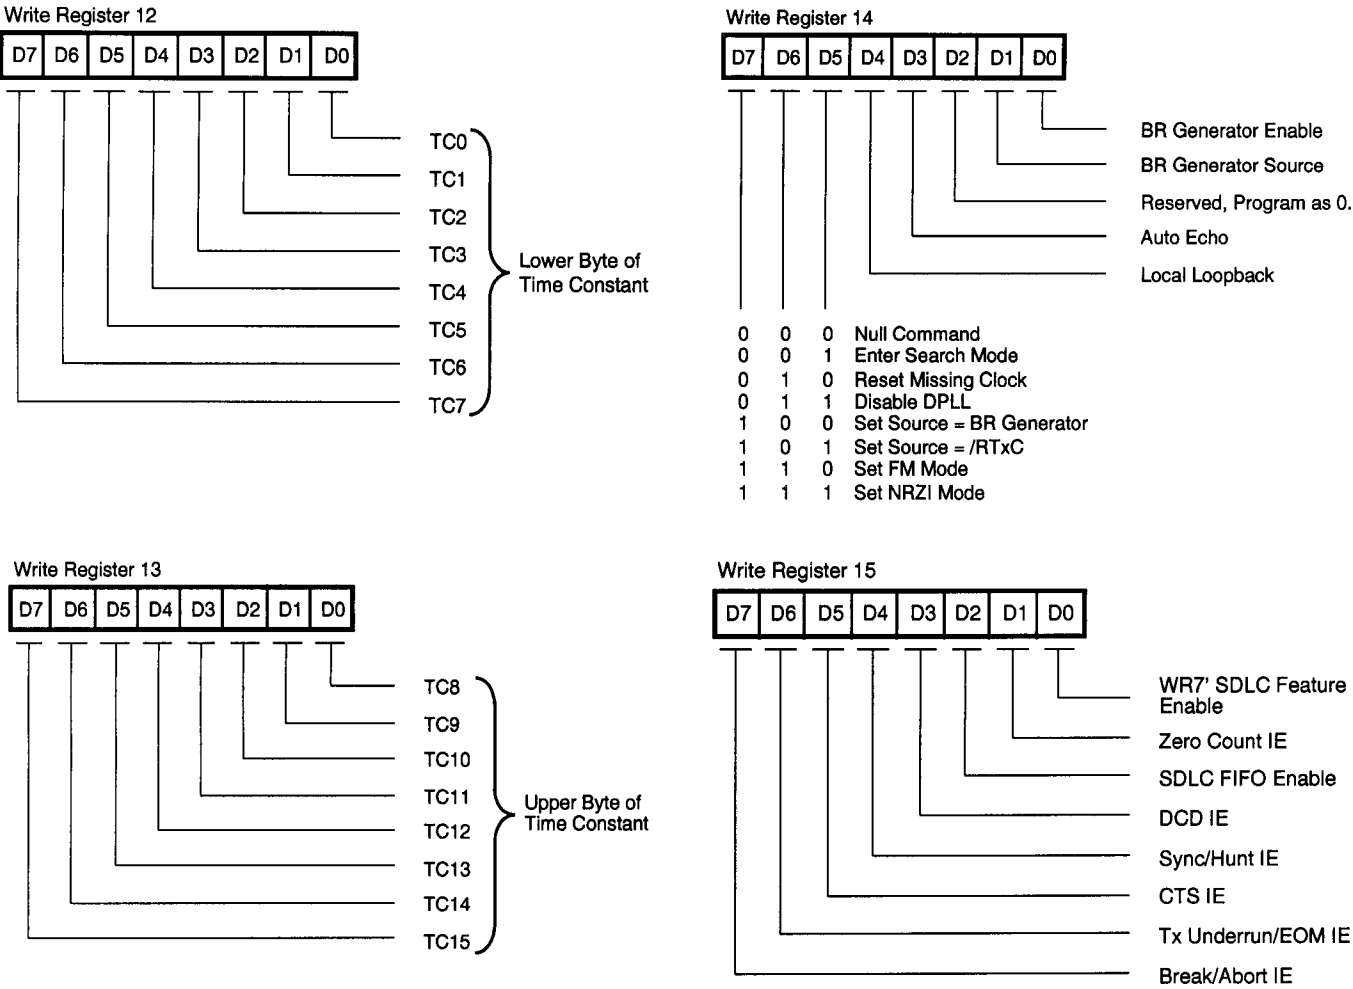 Write Register 12
D7 D6 D5 D4 D3 D2 D1 D0
TC0
TC1
TC2
TC3
TC4
TC5
TC6
TC7
Lower Byte of
Time Constant
Write Register 14
D7 D6 D5 D4 D3 D2 D1 D0
BR Generator Enable
BR Generator Source
Reserved, Program as 0.
Auto Echo
Local Loopback
0 0 0 Null Command
0 0 1 Enter Search Mode
0 1 0 Reset Missing Clock
0 1 1 Disable DPLL
1 0 0 Set Source = BR Generator
1 0 1 Set Source = /RTxC
1 1 0 Set FM Mode
1 1 1 Set NRZI Mode
Write Register 13
D7 D6 D5 D4 D3 D2 D1 D0
TC8
TC9
TC10
TC11
TC12
TC13
TC14
TC15
Upper Byte of
Time Constant
Write Register 15
D7 D6 D5 D4 D3 D2 D1 D0
WR7' SDLC Feature
Enable
Zero Count IE
SDLC FIFO Enable
DCD IE
Sync/Hunt IE
CTS IE
Tx Underrun/EOM IE
Break/Abort IE